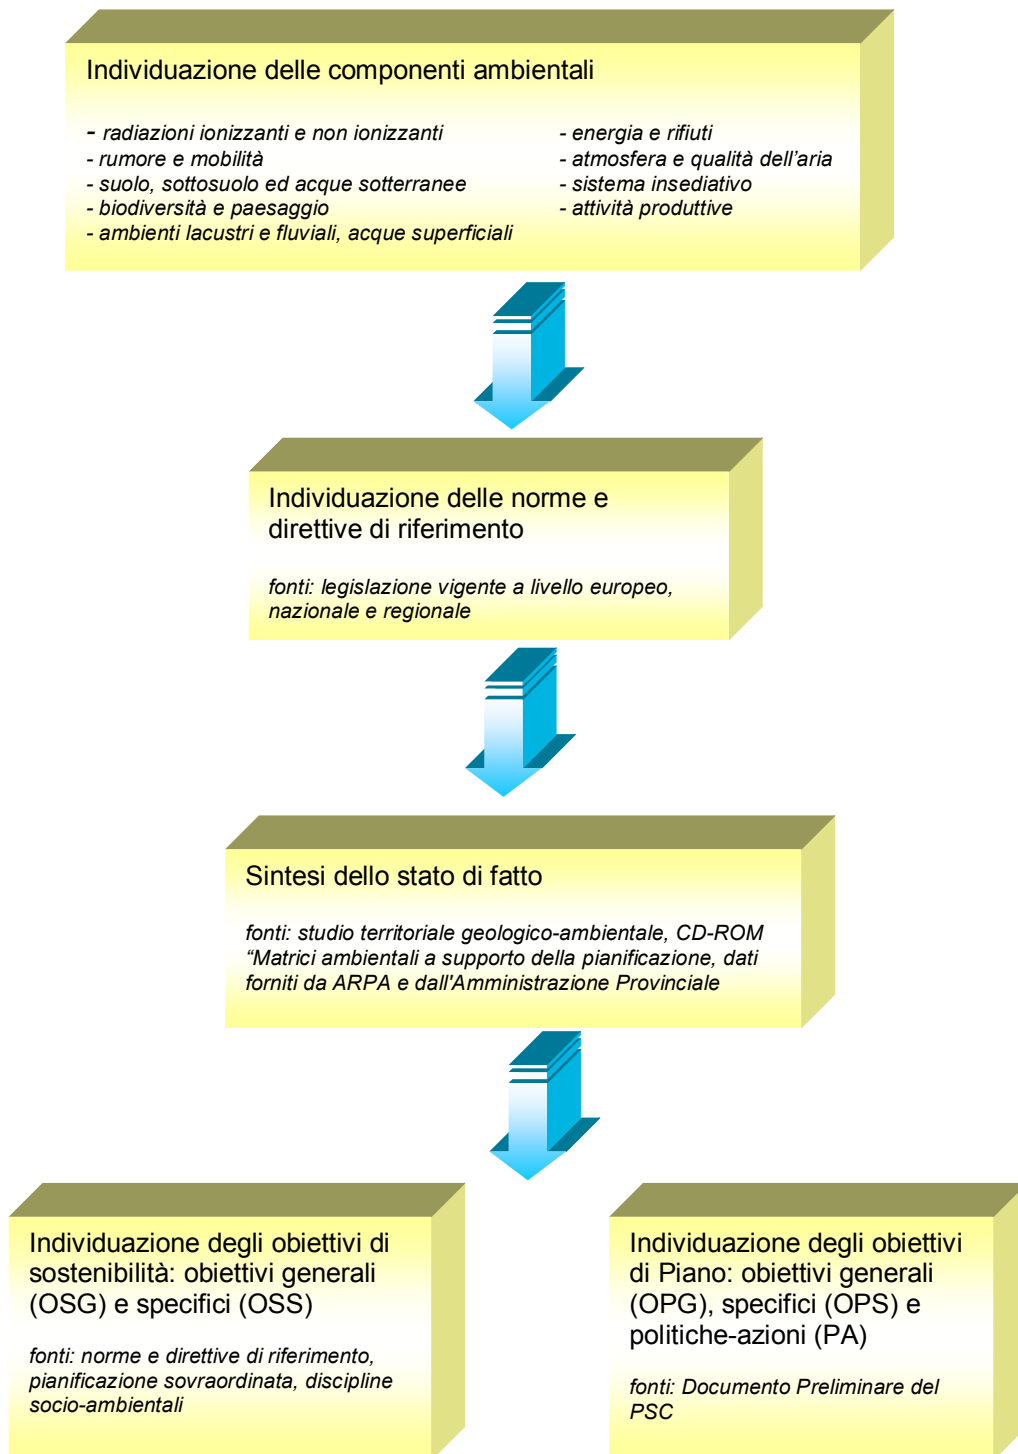 Individuazione delle componenti ambientali
- radiazioni ionizzanti e non ionizzanti
- rumore e mobilità
- suolo, sottosuolo ed acque sotterranee
- biodiversità e paesaggio
- ambienti lacustri e fluviali, acque superficiali
- energia e rifiuti
- atmosfera e qualità dell'aria
- sistema insediativo
- attività produttive
Individuazione delle norme e
direttive di riferimento
fonti: legislazione vigente a livello europeo,
nazionale e regionale
Sintesi dello stato di fatto
fonti: studio territoriale geologico-ambientale, CD-ROM
“Matrici ambientali a supporto della pianificazione, dati
forniti da ARPA e dall'Amministrazione Provinciale
Individuazione degli obiettivi di
sostenibilità: obiettivi generali
(OSG) e specifici (OSS)
fonti: norme e direttive di riferimento,
pianificazione sovraordinata, discipline
socio-ambientali
Individuazione degli obiettivi
di Piano: obiettivi generali
(OPG), specifici (OPS) e
politiche-azioni (PA)
fonti: Documento Preliminare del
PSC